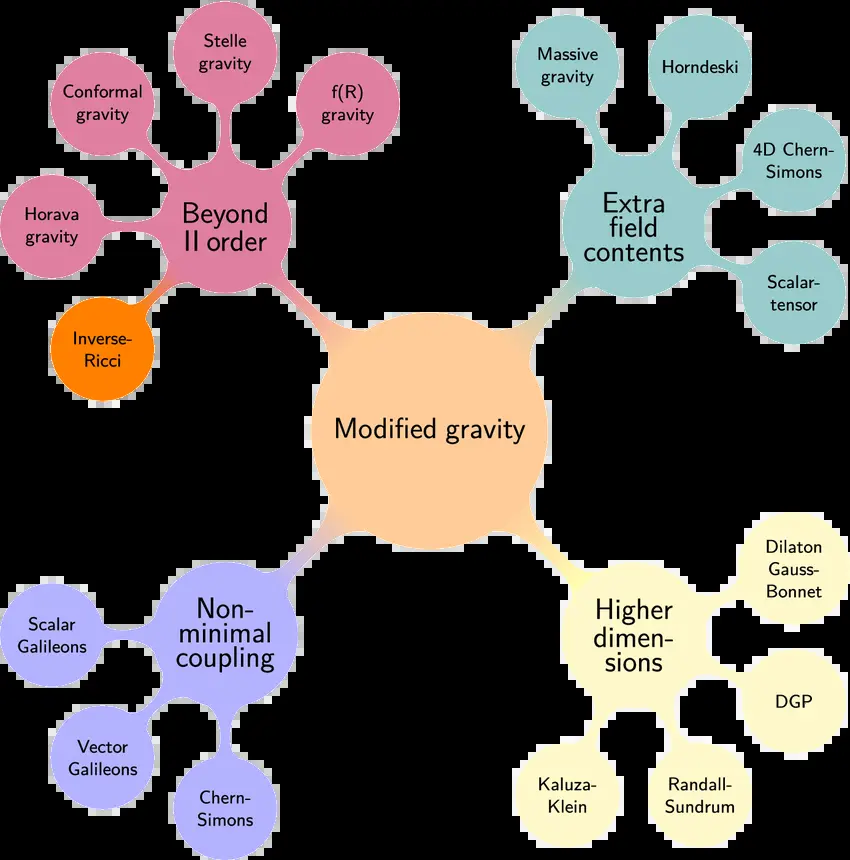 Stelle
gravity
Conformal
gravity
f(R)
gravity
Horava
gravity
Beyond
II order
Inverse-
Ricci
Massive
gravity
Horndeski
4D Chern-
Simons
Extra
field
contents
Scalar-
tensor
Modified gravity
Scalar
Galileons
Non-
minimal
coupling
Vector
Galileons
Chern-
Simons
Dilaton
Gauss-
Bonnet
Higher
dimen-
sions
DGP
Kaluza-
Klein
Randall-
Sundrum